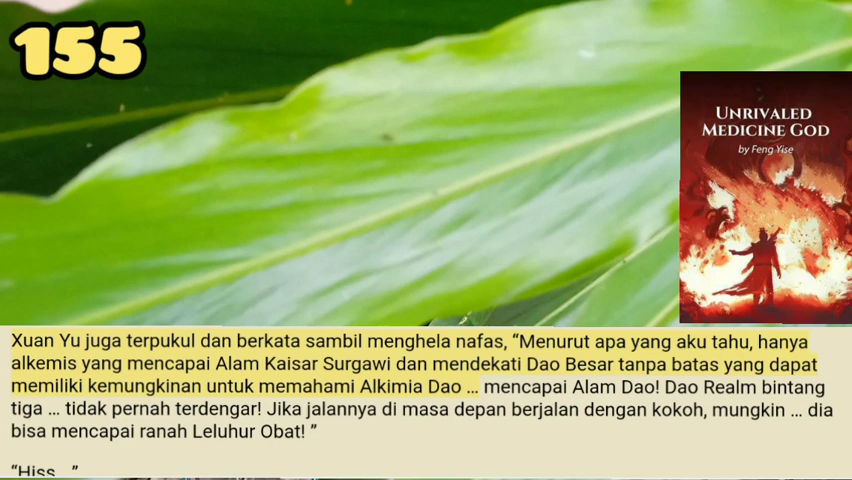 155
UNRIVALED
MEDICINE GOD
by Feng Yise
Xuan Yu juga terpukul dan berkata sambil menghela nafas, “Menurut apa yang aku tahu, hanya
alkemis yang mencapai Alam Kaisar Surgawi dan mendekati Dao Besar tanpa batas yang dapat
memiliki kemungkinan untuk memahami Alkimia Dao ... mencapai Alam Dao! Dao Realm bintang
tiga ... tidak pernah terdengar! Jika jalannya di masa depan berjalan dengan kokoh, mungkin ... dia
bisa mencapai ranah Leluhur Obat! ”
“Hiss ”